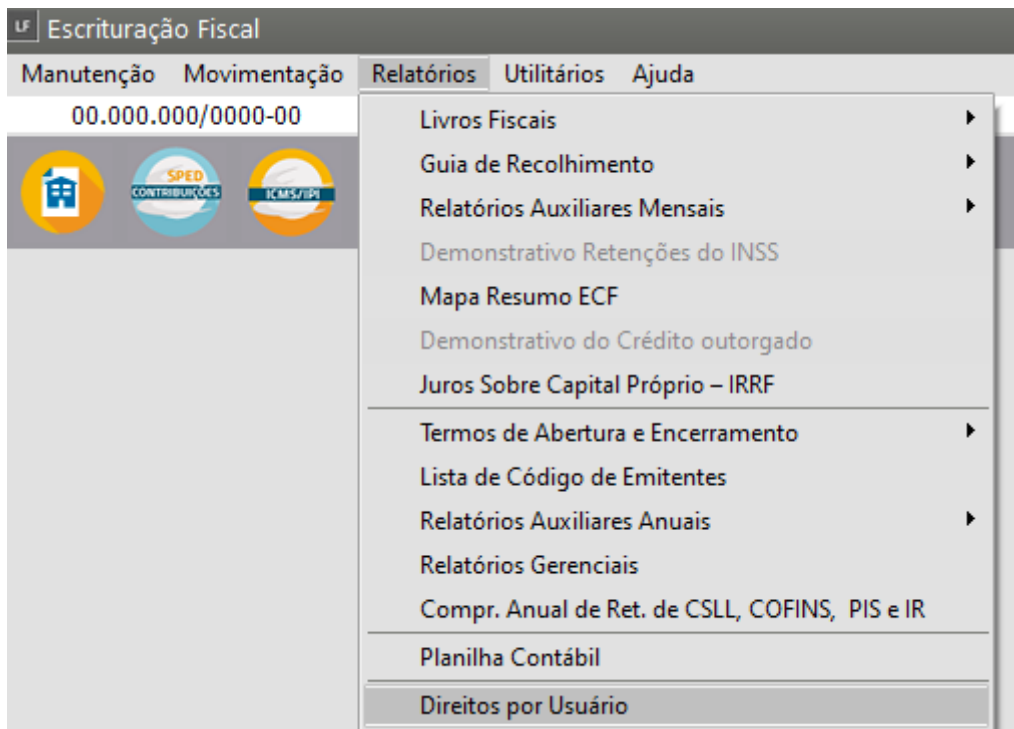 LF Escrituração Fiscal
Manutenção Movimentação Relatórios Utilitários Ajuda
00.000.000/0000-00
SPED CONTRIBUIÇÕES
ICMS/IPI
Livros Fiscais
Guia de Recolhimento
Relatórios Auxiliares Mensais
Demonstrativo Retenções do INSS
Mapa Resumo ECF
Demonstrativo do Crédito outorgado
Juros Sobre Capital Próprio – IRRF
Termos de Abertura e Encerramento
Lista de Código de Emitentes
Relatórios Auxiliares Anuais
Relatórios Gerenciais
Compr. Anual de Ret. de CSLL, COFINS, PIS e IR
Planilha Contábil
Direitos por Usuário